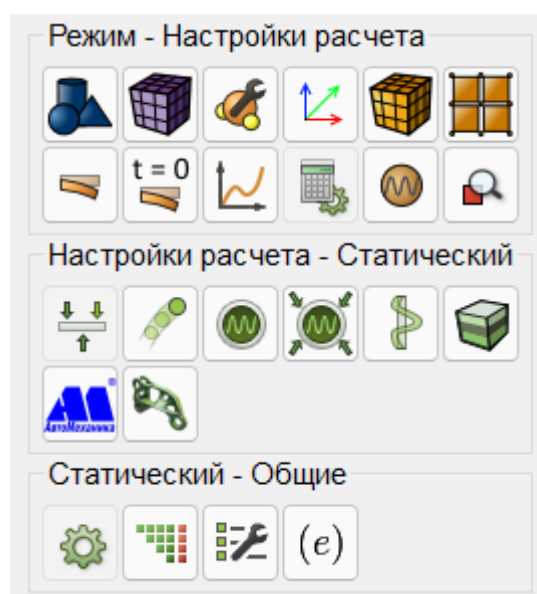 Режим - Настройки расчета
t = 0
Настройки расчета - Статический
АвтоМеханика
Статический - Общие
(e)